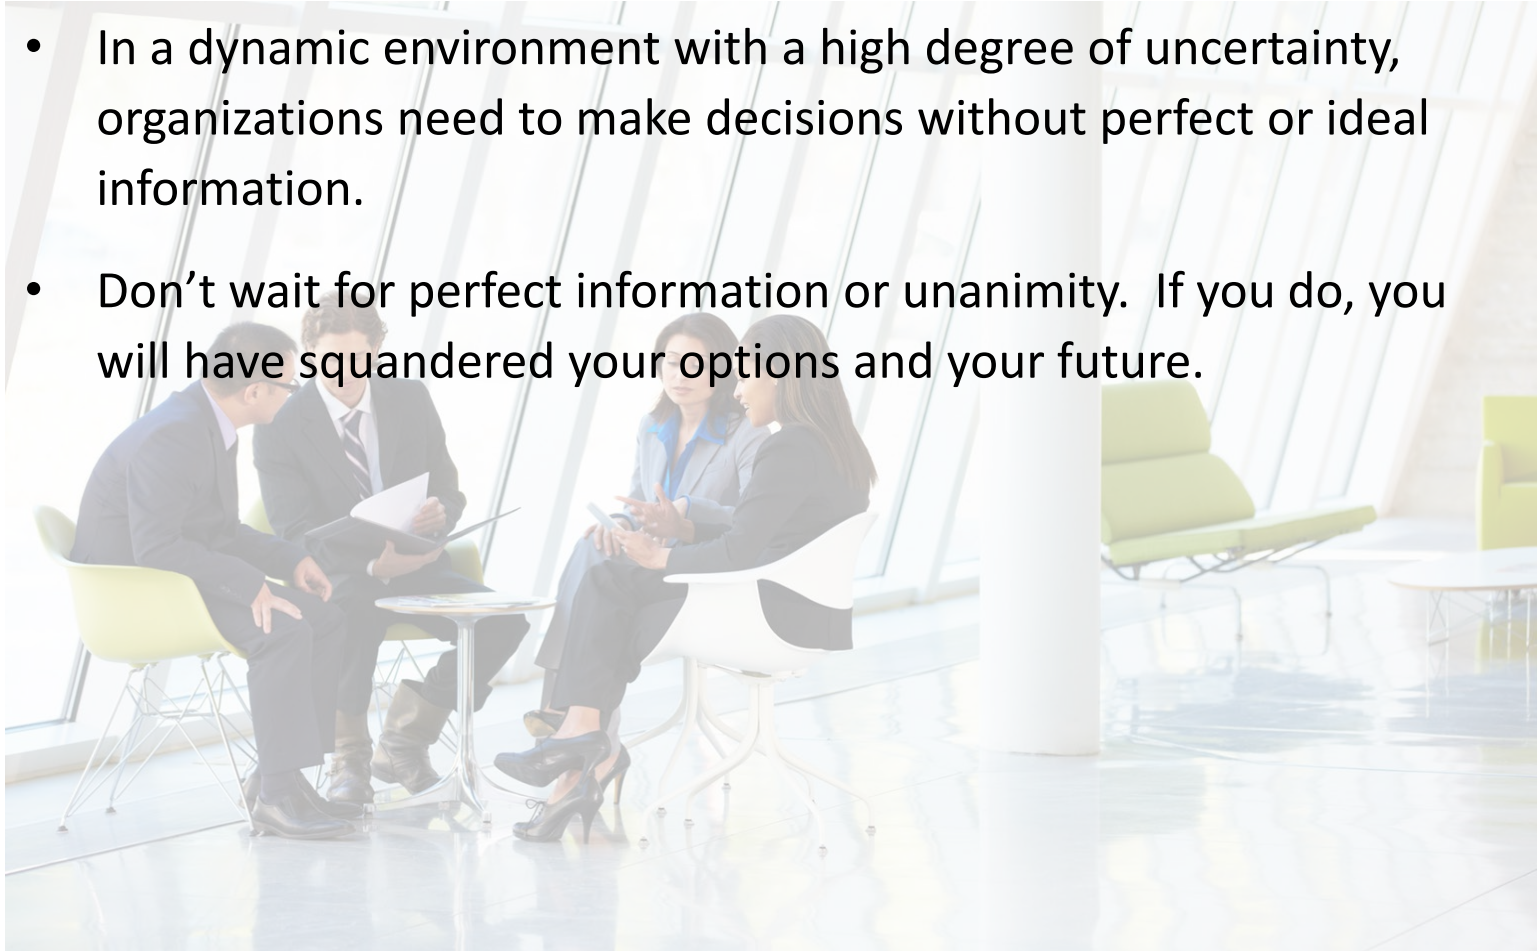 • In a dynamic environment with a high degree of uncertainty,
organizations need to make decisions without perfect or ideal
information.
• Don’t wait for perfect information or unanimity.  If you do, you
will have squandered your options and your future.